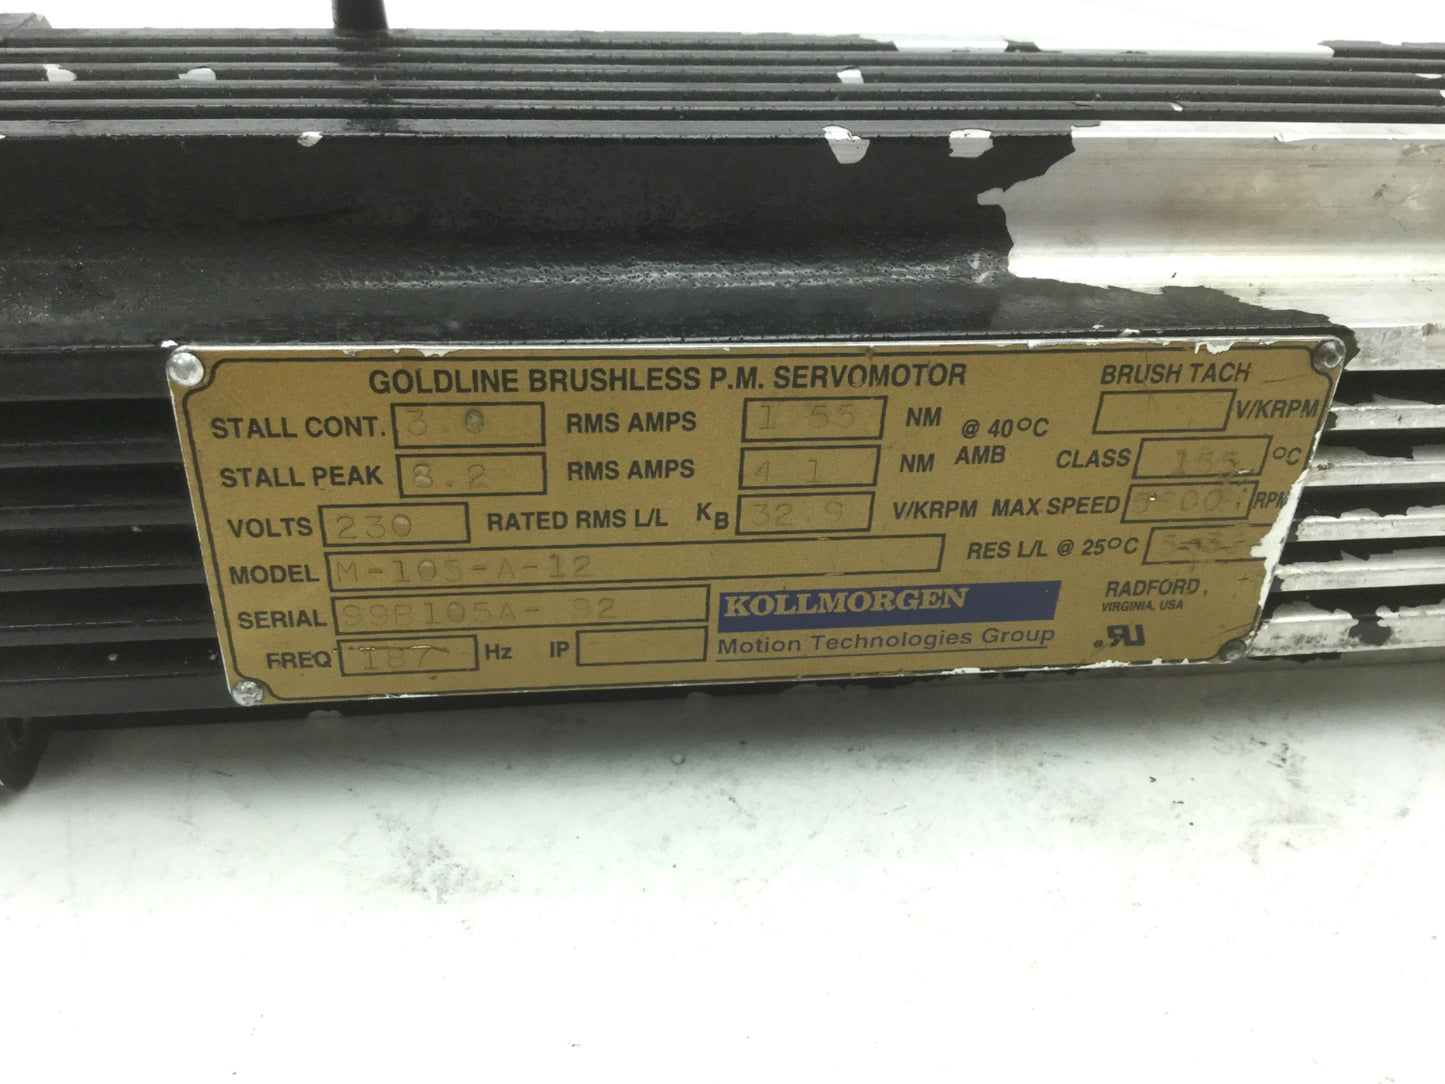 GOLDLINE BRUSHLESS P.M. SERVOMOTOR BRUSH TACH
STALL CONT. 3.0 RMS AMPS 1 55 NM @ 40°C V/KRPM
STALL PEAK 8.2 RMS AMPS 4 1 NM AMB CLASS 155 °C
VOLTS 230 RATED RMS L/L KB 32.9 V/KRPM MAX SPEED RPM
MODEL M-105-A-12 RES L/L @ 25°C
SERIAL 99P105A- 92 KOLLMORGEN RADFORD,
VIRGINIA, USA
FREQ 187 Hz IP Motion Technologies Group